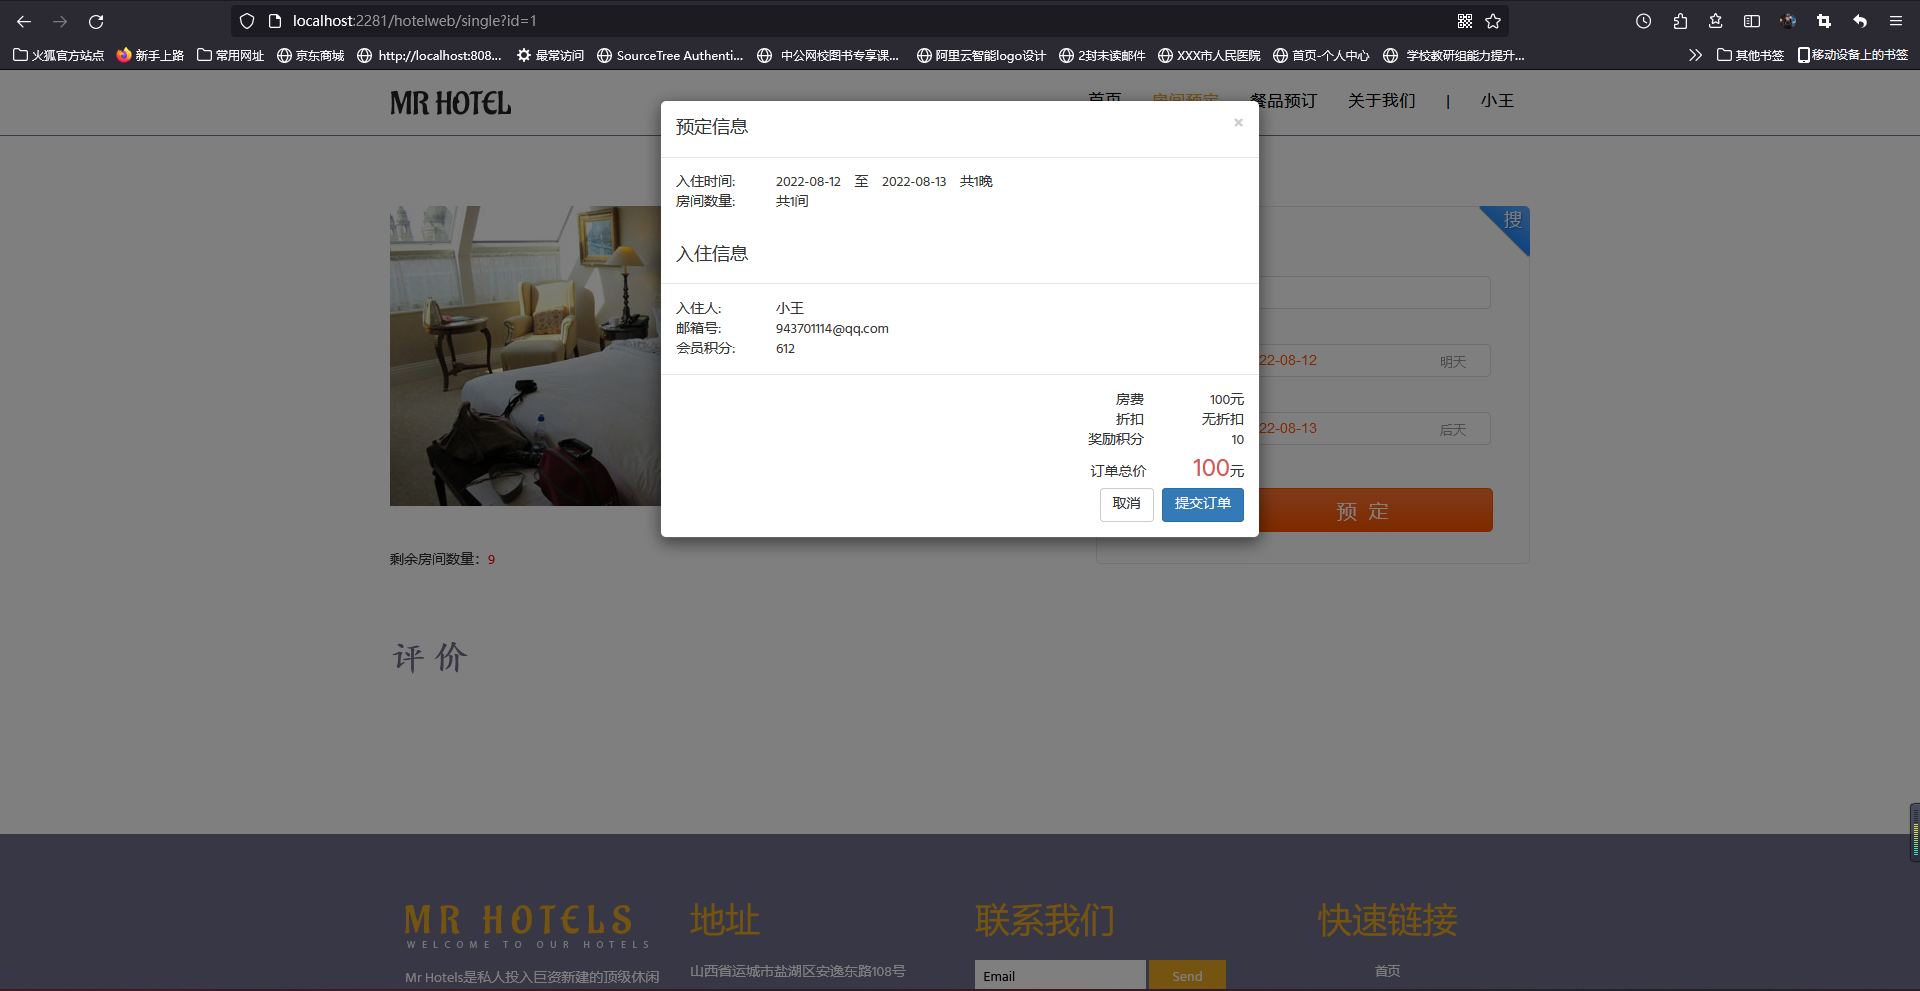 localhost:2281/hotelweb/single?id=1
火狐官方站点 新手上路 常用网址 京东商城 http://localhost:808... 最常访问 SourceTree Authenti... 中公网校图书专享课... 阿里云智能logo设计 2封未读邮件 XXX市人民医院 首页-个人中心 学校教研组能力提升... 其他书签 移动设备上的书签
MR HOTEL 首页 房间预定 餐品预订 关于我们 | 小王
预定信息 ×
入住时间: 2022-08-12 至 2022-08-13 共1晚
房间数量: 共1间
入住信息
入住人: 小王
邮箱号: 943701114@qq.com
会员积分: 612
房费 100元
折扣 无折扣
奖励积分 10
订单总价 100元
取消 提交订单
搜
22-08-12 明天
22-08-13 后天
预 定
剩余房间数量: 9
评 价
MR HOTELS
WELCOME TO OUR HOTELS
Mr Hotels是私人投入巨资新建的顶级休闲
地址
山西省运城市盐湖区安逸东路108号
联系我们
Email Send
快速链接
首页